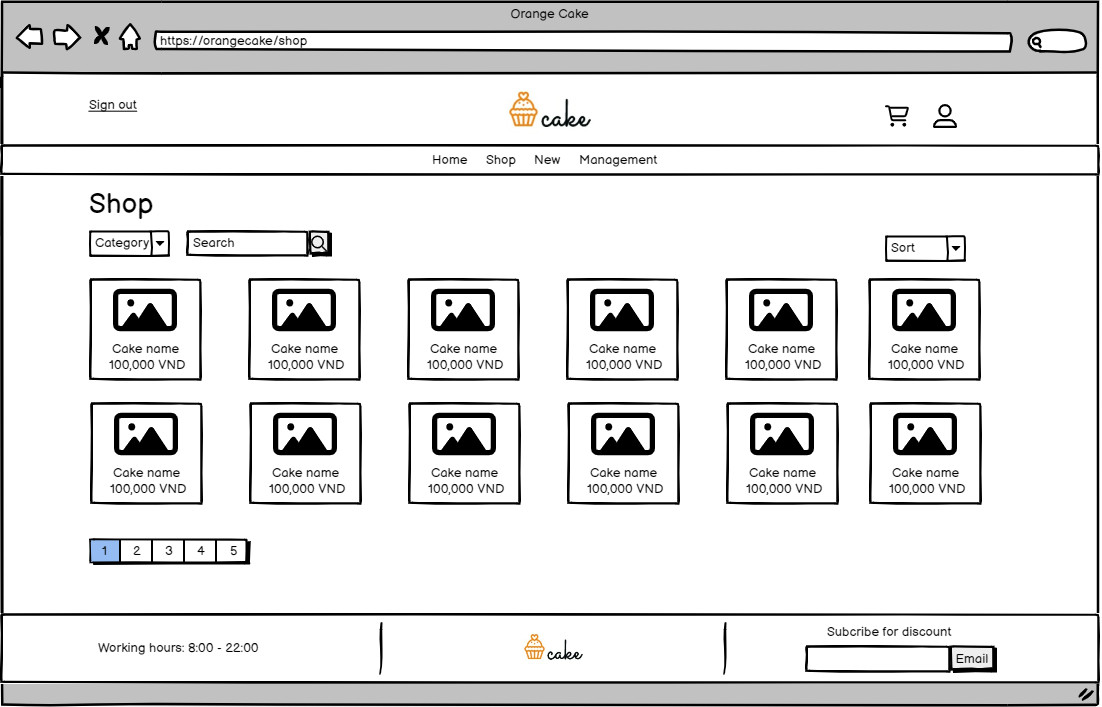 Orange Cake
https://orangecake/shop
Sign out
cake
Home Shop New Management
Shop
Category Search Sort
Cake name Cake name Cake name Cake name Cake name Cake name
100,000 VND 100,000 VND 100,000 VND 100,000 VND 100,000 VND 100,000 VND
Cake name Cake name Cake name Cake name Cake name Cake name
100,000 VND 100,000 VND 100,000 VND 100,000 VND 100,000 VND 100,000 VND
1 2 3 4 5
Working hours: 8:00 - 22:00
cake
Subcribe for discount
Email